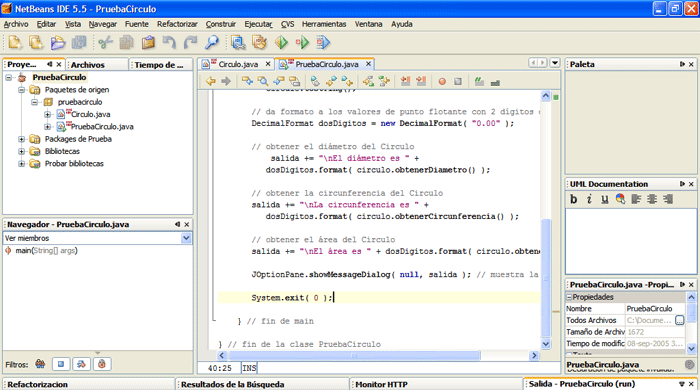 NetBeans IDE 5.5 - PruebaCirculo
Archivo Editar Vista Navegar Fuente Refactorizar Construir Ejecutar CVS Herramientas Ventana Ayuda
Proye... Archivos Tiempo de ...
PruebaCirculo
Paquetes de origen
pruebacirculo
Circulo.java
PruebaCirculo.java
Packages de Prueba
Bibliotecas
Probar bibliotecas
Navegador - PruebaCirculo.java
Ver miembros
main(String[] args)
Filtros:
Circulo.java PruebaCirculo.java
// da formato a los valores de punto flotante con 2 dígitos
DecimalFormat dosDigitos = new DecimalFormat( "0.00" );
// obtener el diámetro del Circulo
salida += "\nEl diámetro es " +
dosDigitos.format( circulo.obtenerDiametro() );
// obtener la circunferencia del Circulo
salida += "\nLa circunferencia es " +
dosDigitos.format( circulo.obtenerCircunferencia() );
// obtener el área del Circulo
salida += "\nEl área es " + dosDigitos.format( circulo.obtene
JOptionPane.showMessageDialog( null, salida ); // muestra la
System.exit( 0 );
} // fin de main
} // fin de la clase PruebaCirculo
40:25 INS
Paleta
UML Documentation
b i u
PruebaCirculo.java -Propi...
Propiedades
Nombre PruebaCirculo
Todos Archivos C:\Docume... ...
Tamaño de Archiv 1672
Tiempo de modific 08-sep-2005 3...
PruebaCirculo.java
Refactorizacion Resultados de la Búsqueda Monitor HTTP Salida - PruebaCirculo (run)